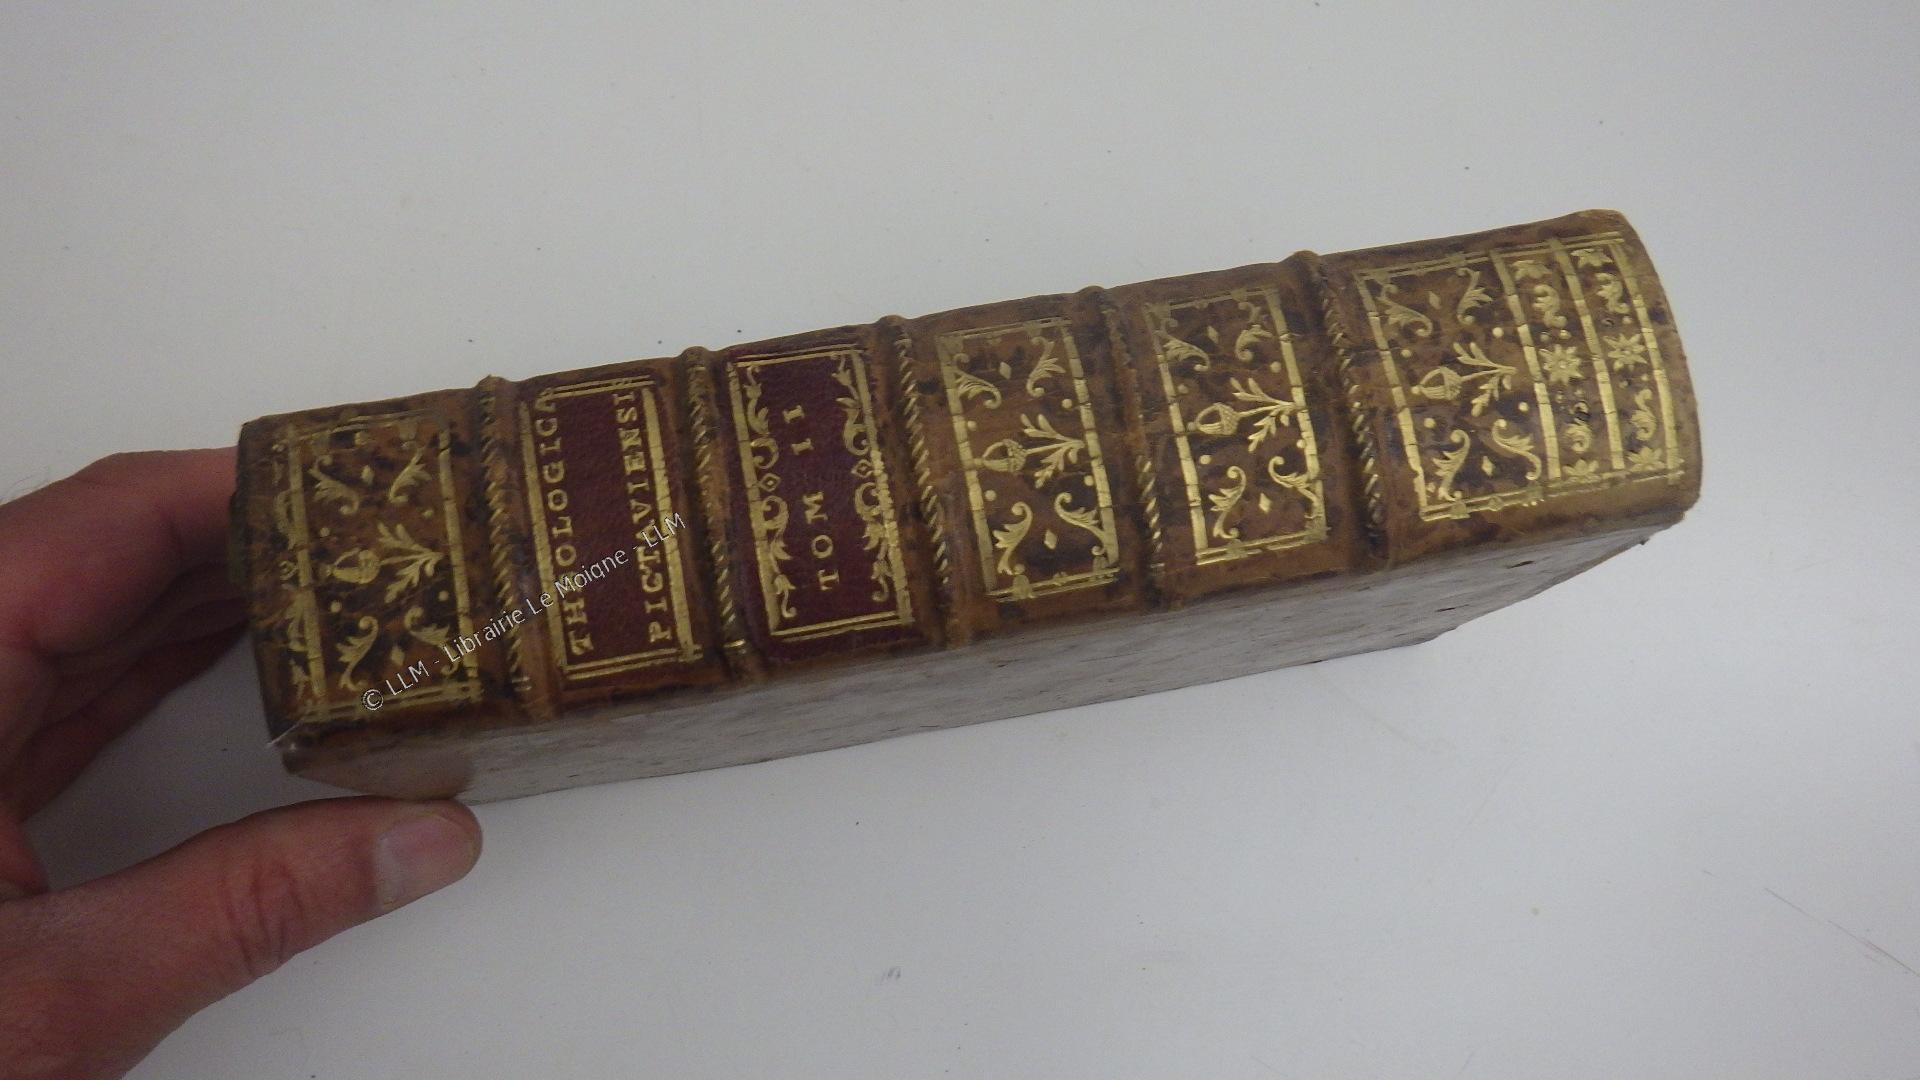 THOLOGICA
PICTAVIENSI
TOM II
© LLM - Librairie Le Moigne - LLM